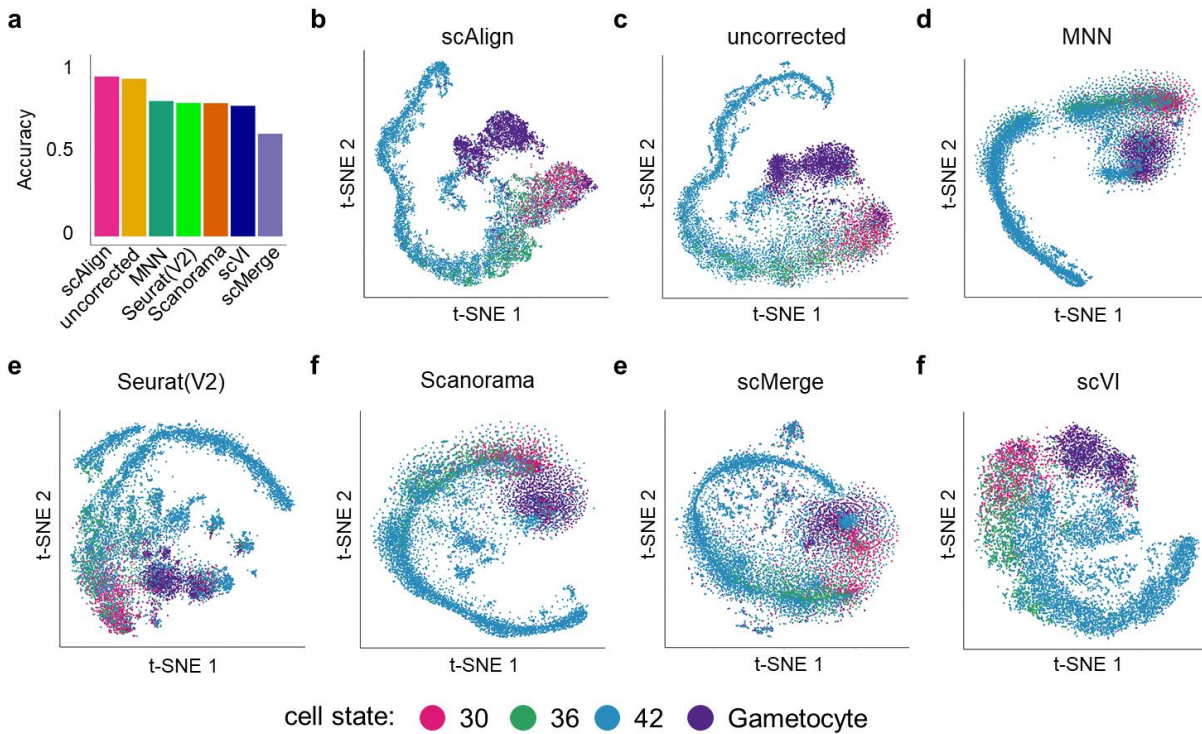 a
1
0.5
0
Accuracy
scAlign
uncorrected
MNN
Seurat(V2)
Scanorama
scVI
scMerge
b
scAlign
t-SNE 2
t-SNE 1
c
uncorrected
t-SNE 2
t-SNE 1
d
MNN
t-SNE 2
t-SNE 1
e
Seurat(V2)
t-SNE 2
t-SNE 1
f
Scanorama
t-SNE 2
t-SNE 1
e
scMerge
t-SNE 2
t-SNE 1
f
scVI
t-SNE 2
t-SNE 1
cell state: 30 36 42 Gametocyte